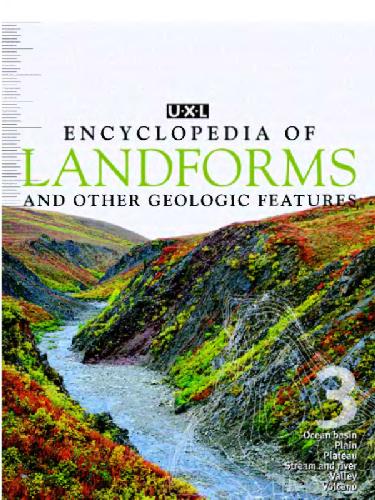 U·X·L
ENCYCLOPEDIA OF
LANDFORMS
AND OTHER GEOLOGIC FEATURES
3
Ocean basin
Plain
Plateau
Stream and river
Valley
Volcano